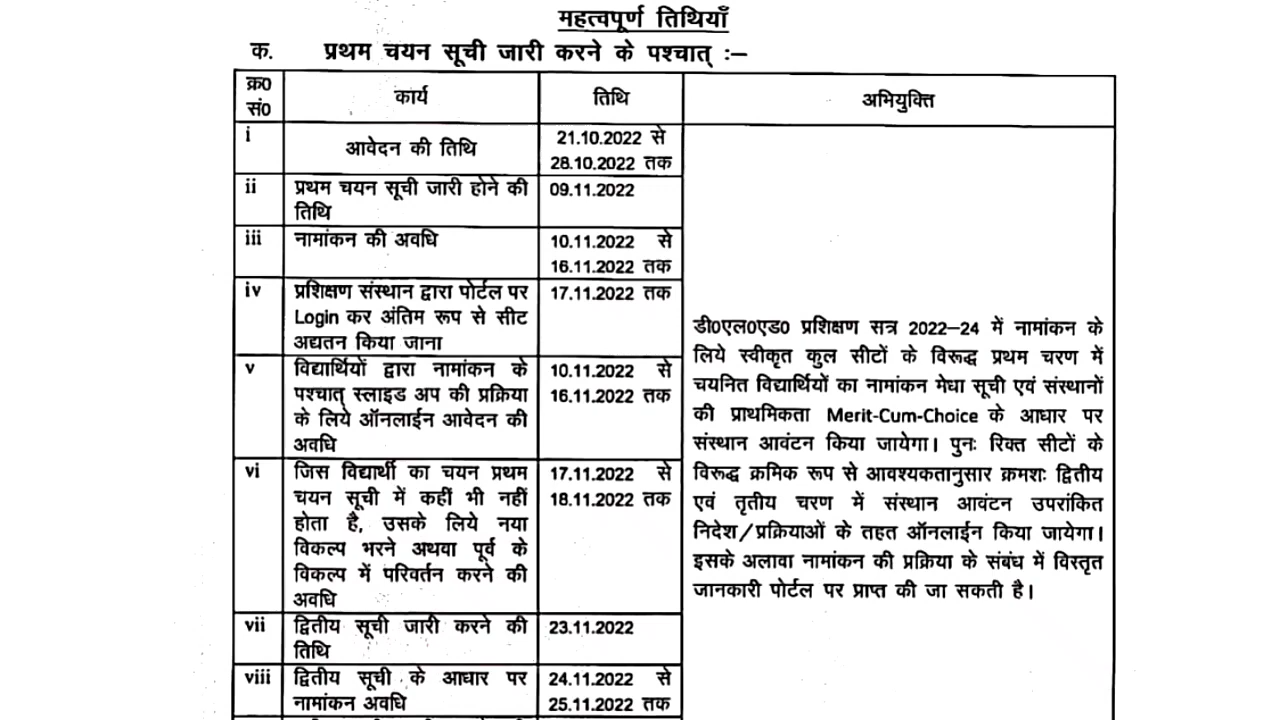 महत्वपूर्ण तिथियाँ
क. प्रथम चयन सूची जारी करने के पश्चात् :–
क्र0 सं0
कार्य
तिथि
अभियुक्ति
i
आवेदन की तिथि
21.10.2022 से
28.10.2022 तक
ii
प्रथम चयन सूची जारी होने की
तिथि
09.11.2022
iii
नामांकन की अवधि
10.11.2022 से
16.11.2022 तक
iv
प्रशिक्षण संस्थान द्वारा पोर्टल पर
Login कर अंतिम रूप से सीट
अद्यतन किया जाना
17.11.2022 तक
v
विद्यार्थियों द्वारा नामांकन के
पश्चात् स्लाइड अप की प्रक्रिया
के लिये ऑनलाईन आवेदन की
अवधि
10.11.2022 से
16.11.2022 तक
vi
जिस विद्यार्थी का चयन प्रथम
चयन सूची में कहीं भी नहीं
होता है, उसके लिये नया
विकल्प भरने अथवा पूर्व के
विकल्प में परिवर्तन करने की
अवधि
17.11.2022 से
18.11.2022 तक
vii
द्वितीय सूची जारी करने की
तिथि
23.11.2022
viii
द्वितीय सूची के आधार पर
नामांकन अवधि
24.11.2022 से
25.11.2022 तक
डी0एल0एड0 प्रशिक्षण सत्र 2022–24 में नामांकन के
लिये स्वीकृत कुल सीटों के विरूद्ध प्रथम चरण में
चयनित विद्यार्थियों का नामांकन मेधा सूची एवं संस्थानों
की प्राथमिकता Merit-Cum-Choice के आधार पर
संस्थान आवंटन किया जायेगा। पुनः रिक्त सीटों के
विरूद्ध क्रमिक रूप से आवश्यकतानुसार क्रमशः द्वितीय
एवं तृतीय चरण में संस्थान आवंटन उपरांकित
निदेश/प्रक्रियाओं के तहत ऑनलाईन किया जायेगा।
इसके अलावा नामांकन की प्रक्रिया के संबंध में विस्तृत
जानकारी पोर्टल पर प्राप्त की जा सकती है।